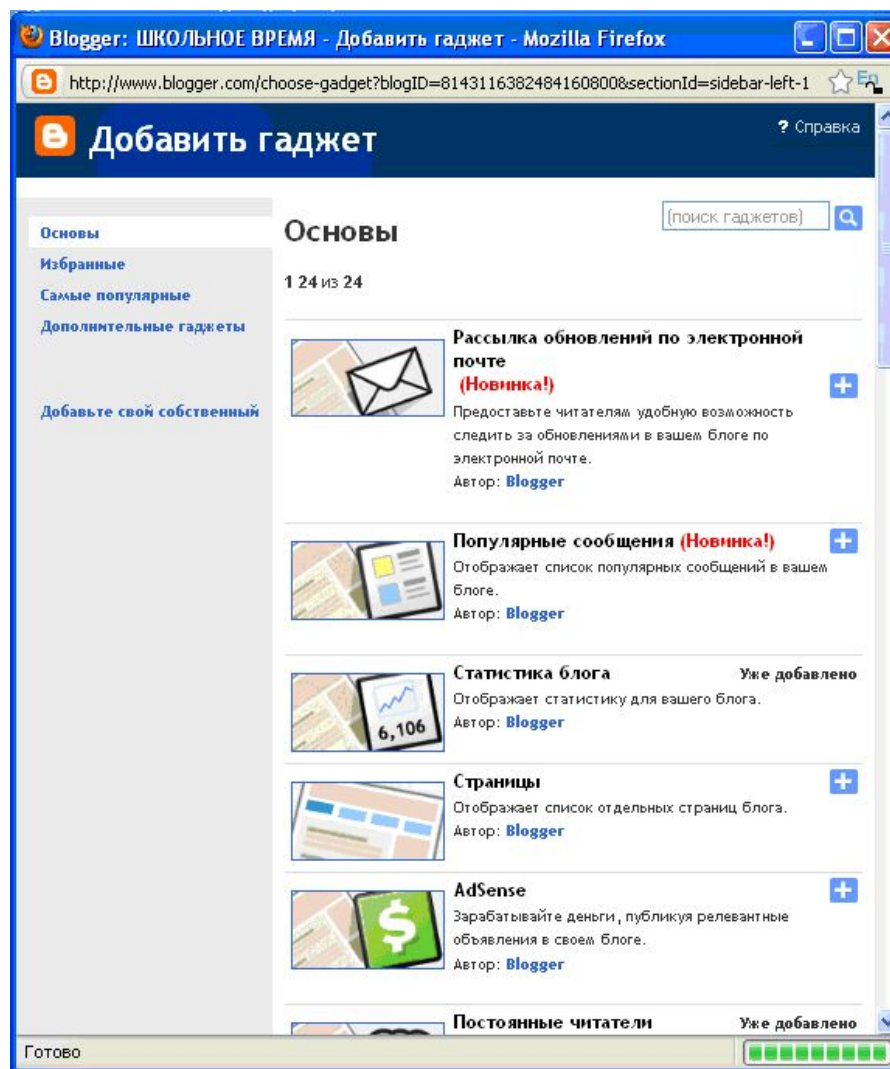 Blogger: ШКОЛЬНОЕ ВРЕМЯ - Добавить гаджет - Mozilla Firefox
http://www.blogger.com/choose-gadget?blogID=814311638248416080&sectionId=sidebar-left-1
En
Добавить гаджет
? Справка
Основы
Избранные
Самые популярные
Дополнительные гаджеты
Добавьте свой собственный
Основы
(поиск гаджетов)
1 24 из 24
Рассылка обновлений по электронной
почте
(Новинка!)
Предоставьте читателям удобную возможность
следить за обновлениями в вашем блоге по
электронной почте.
Автор: Blogger
Популярные сообщения (Новинка!)
Отображает список популярных сообщений в вашем
блоге.
Автор: Blogger
6,106
Статистика блога
Уже добавлено
Отображает статистику для вашего блога.
Автор: Blogger
Страницы
Отображает список отдельных страниц блога.
Автор: Blogger
AdSense
Зарабатывайте деньги, публикуя релевантные
объявления в своем блоге.
Автор: Blogger
Постоянные читатели
Уже добавлено
Готово